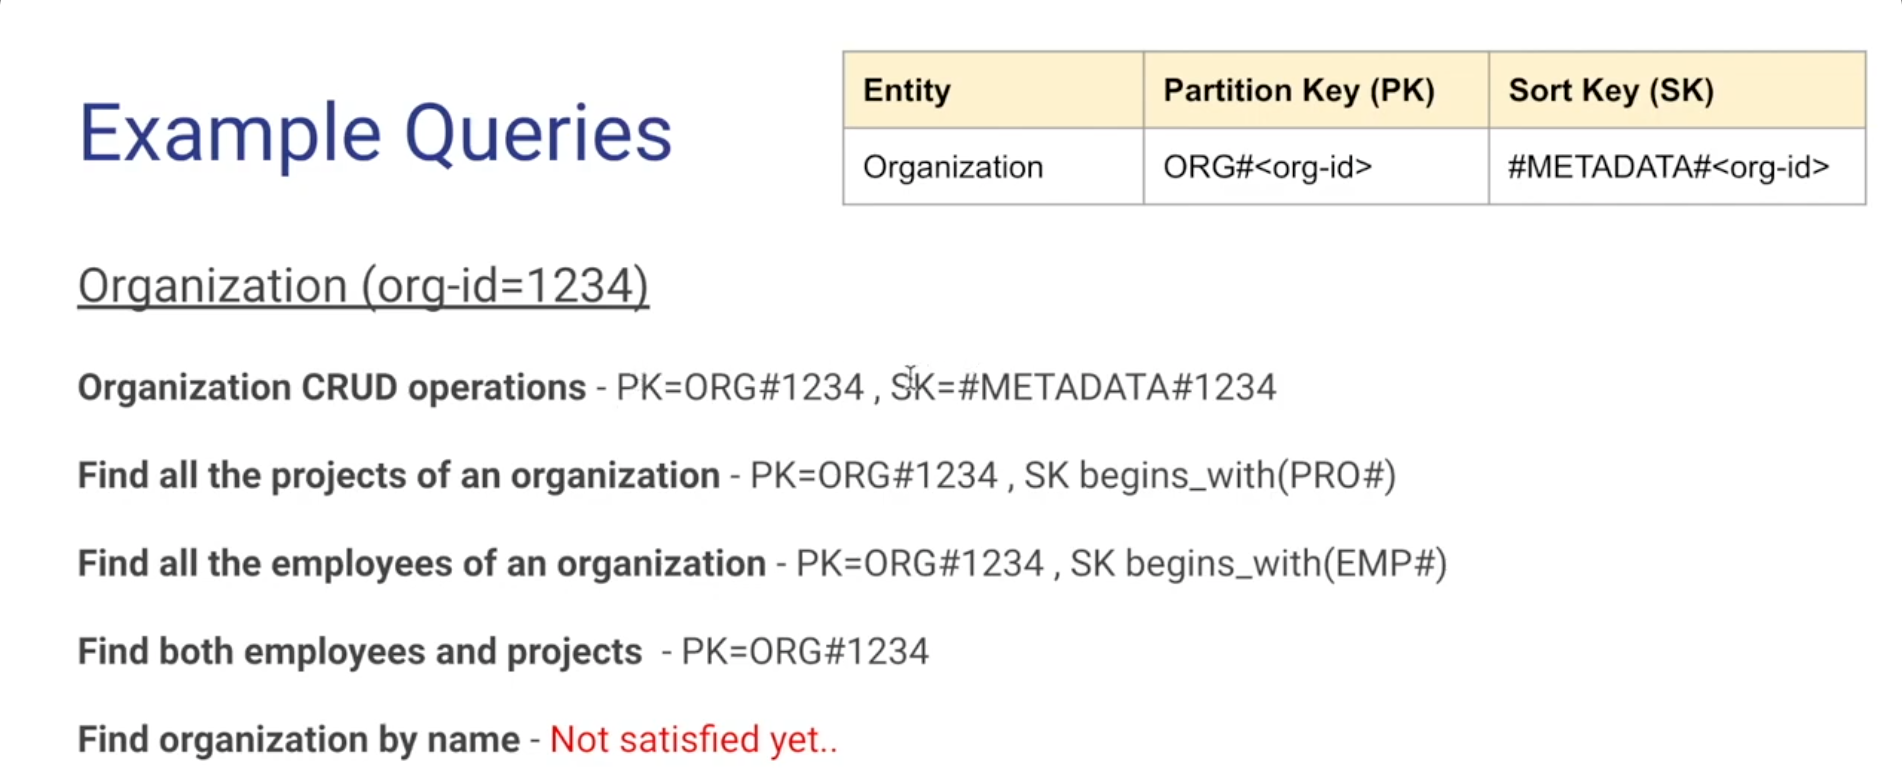 Example Queries
Entity Partition Key (PK) Sort Key (SK)
Organization ORG#<org-id> #METADATA#<org-id>
Organization (org-id=1234)
Organization CRUD operations - PK=ORG#1234 , SK=#METADATA#1234
Find all the projects of an organization - PK=ORG#1234 , SK begins_with(PRO#)
Find all the employees of an organization - PK=ORG#1234 , SK begins_with(EMP#)
Find both employees and projects - PK=ORG#1234
Find organization by name - Not satisfied yet..